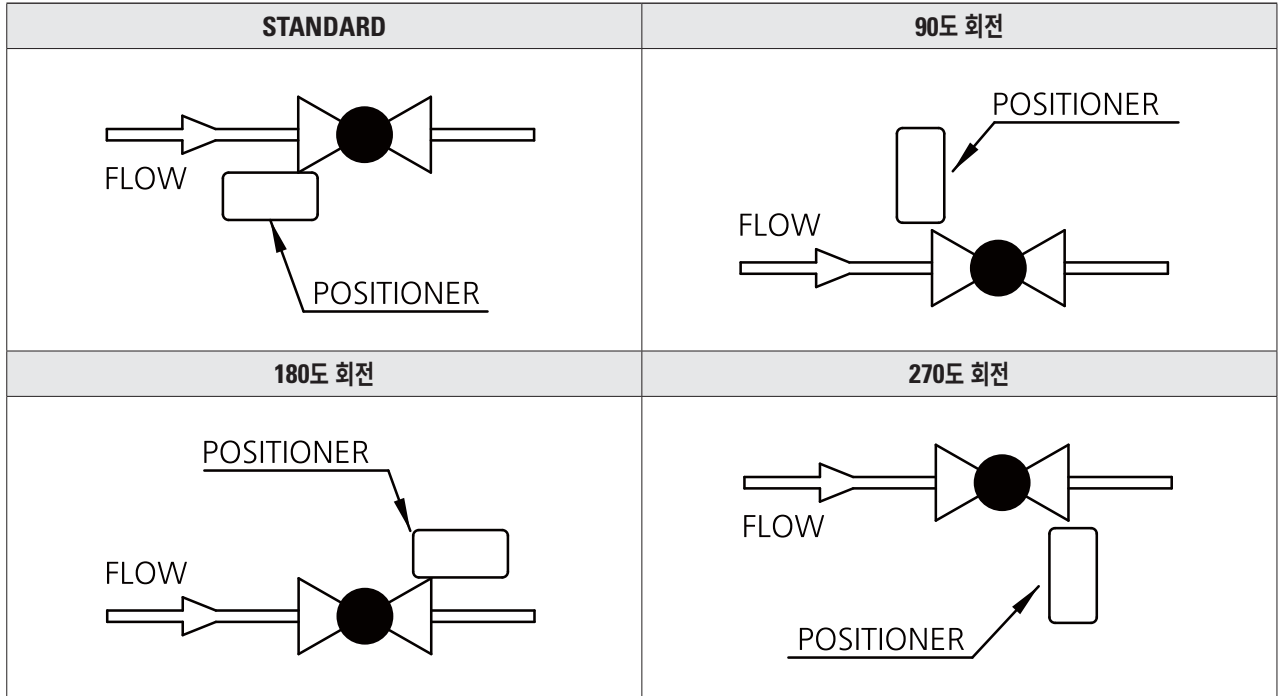 STANDARD
90도 회전
FLOW
POSITIONER
POSITIONER
FLOW
180도 회전
270도 회전
POSITIONER
FLOW
FLOW
POSITIONER